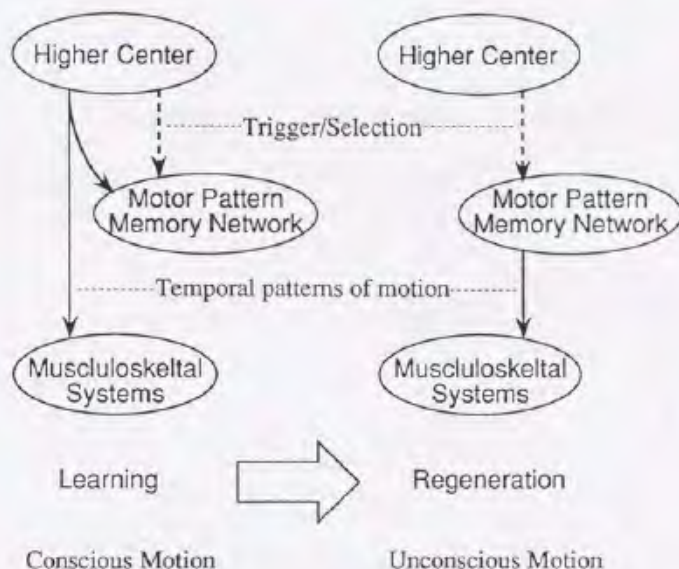 Higher Center
Higher Center
Trigger/Selection
Motor Pattern
Memory Network
Motor Pattern
Memory Network
Temporal patterns of motion
Muscluloskeltal
Systems
Muscluloskeltal
Systems
Learning
Regeneration
Conscious Motion
Unconscious Motion